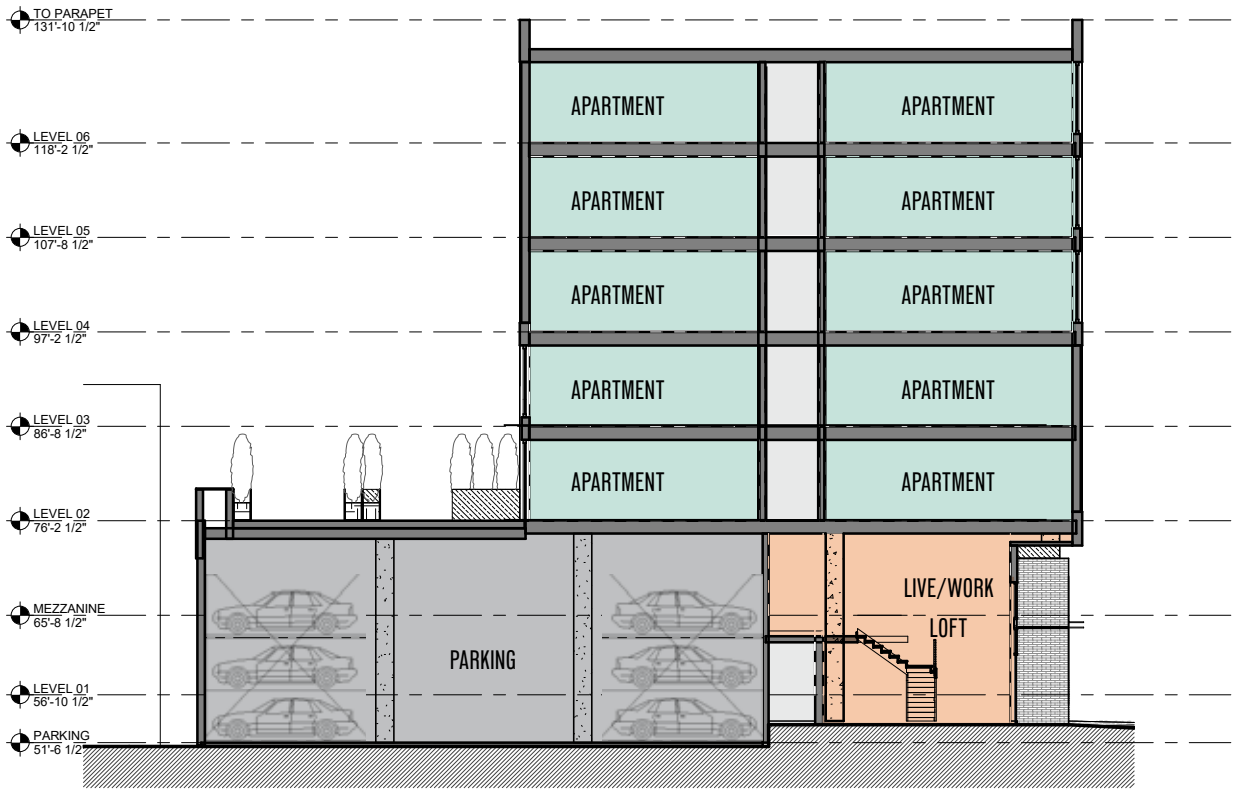 TO PARAPET
131'-10 1/2"
APARTMENT APARTMENT
LEVEL 06
118'-2 1/2"
APARTMENT APARTMENT
LEVEL 05
107'-8 1/2"
APARTMENT APARTMENT
LEVEL 04
97'-2 1/2"
APARTMENT APARTMENT
LEVEL 03
86'-8 1/2"
APARTMENT APARTMENT
LEVEL 02
76'-2 1/2"
LIVE/WORK
LOFT
MEZZANINE
65'-8 1/2"
PARKING
LEVEL 01
56'-10 1/2"
PARKING
51'-6 1/2"